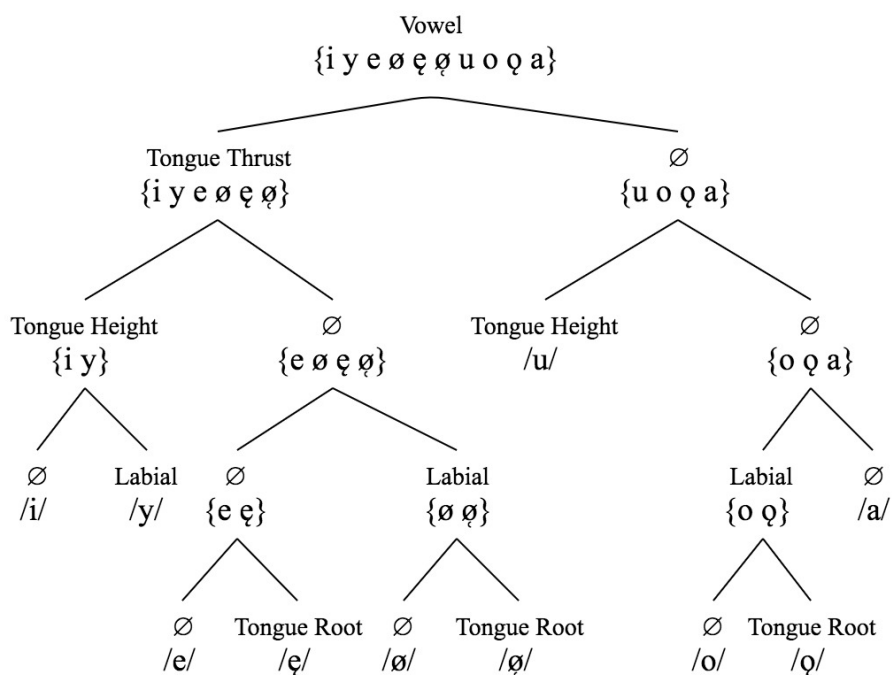 Vowel
{i y e ø ę ø̨ u o ǫ a}
Tongue Thrust ∅
{i y e ø ę ø̨} {u o ǫ a}
Tongue Height ∅ Tongue Height ∅
{i y} {e ø ę ø̨} /u/ {o ǫ a}
∅ Labial ∅ Labial Labial ∅
/i/ /y/ {e ę} {ø ø̨} {o ǫ} /a/
∅ Tongue Root ∅ Tongue Root ∅ Tongue Root
/e/ /ę/ /ø/ /ø̨/ /o/ /ǫ/